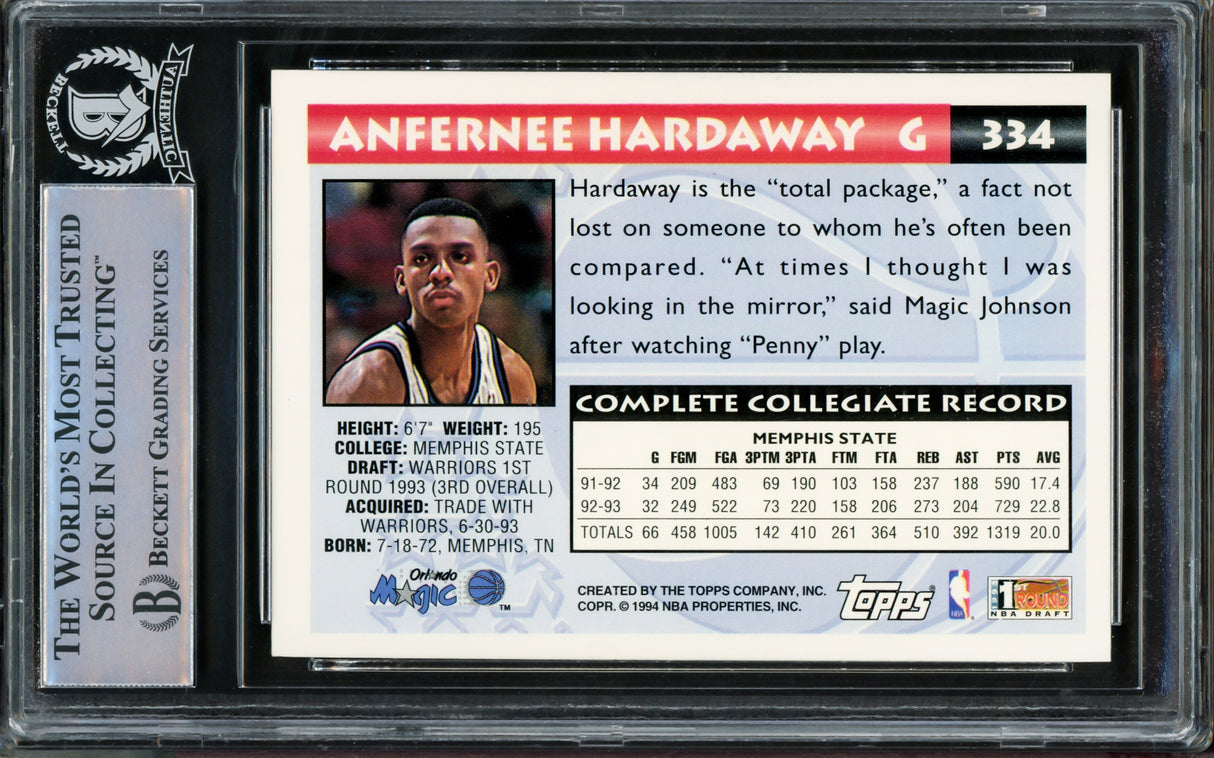 BECKETT
B
AUTHENTIC
THE WORLD'S MOST TRUSTED
SOURCE IN COLLECTING™
B BECKETT GRADING SERVICES
ANFERNEE HARDAWAY G 334
Hardaway is the “total package,” a fact not
lost on someone to whom he’s often been
compared. “At times I thought I was
looking in the mirror,” said Magic Johnson
after watching “Penny” play.
HEIGHT: 6'7" WEIGHT: 195
COLLEGE: MEMPHIS STATE
DRAFT: WARRIORS 1ST
ROUND 1993 (3RD OVERALL)
ACQUIRED: TRADE WITH
WARRIORS, 6-30-93
BORN: 7-18-72, MEMPHIS, TN
Orlando
Magic ™
COMPLETE COLLEGIATE RECORD
MEMPHIS STATE
G FGM FGA 3PTM 3PTA FTM FTA REB AST PTS AVG
91-92 34 209 483 69 190 103 158 237 188 590 17.4
92-93 32 249 522 73 220 158 206 273 204 729 22.8
TOTALS 66 458 1005 142 410 261 364 510 392 1319 20.0
CREATED BY THE TOPPS COMPANY, INC.
COPR. © 1994 NBA PROPERTIES, INC.
TOPPS®
NBA
1ST
ROUND
NBA DRAFT